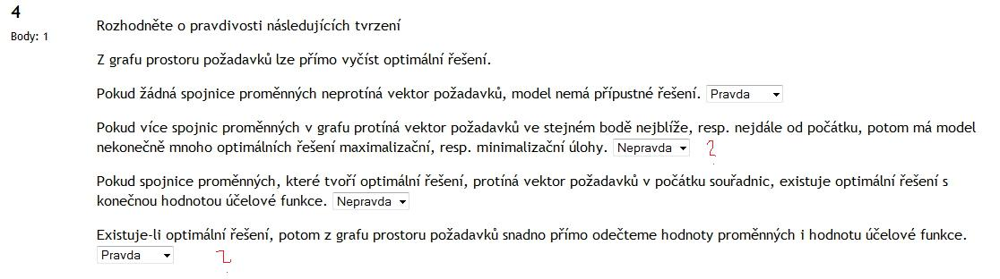 4
Body: 1
Rozhodněte o pravdivosti následujících tvrzení
Z grafu prostoru požadavků lze přímo vyčíst optimální řešení.
Pokud žádná spojnice proměnných neprotíná vektor požadavků, model nemá přípustné řešení. Pravda
Pokud více spojnic proměnných v grafu protíná vektor požadavků ve stejném bodě nejblíže, resp. nejdále od počátku, potom má model
nekonečně mnoho optimálních řešení maximalizační, resp. minimalizační úlohy. Nepravda ?
Pokud spojnice proměnných, které tvoří optimální řešení, protíná vektor požadavků v počátku souřadnic, existuje optimální řešení s
konečnou hodnotou účelové funkce. Nepravda
Existuje-li optimální řešení, potom z grafu prostoru požadavků snadno přímo odečteme hodnoty proměnných i hodnotu účelové funkce.
Pravda ?